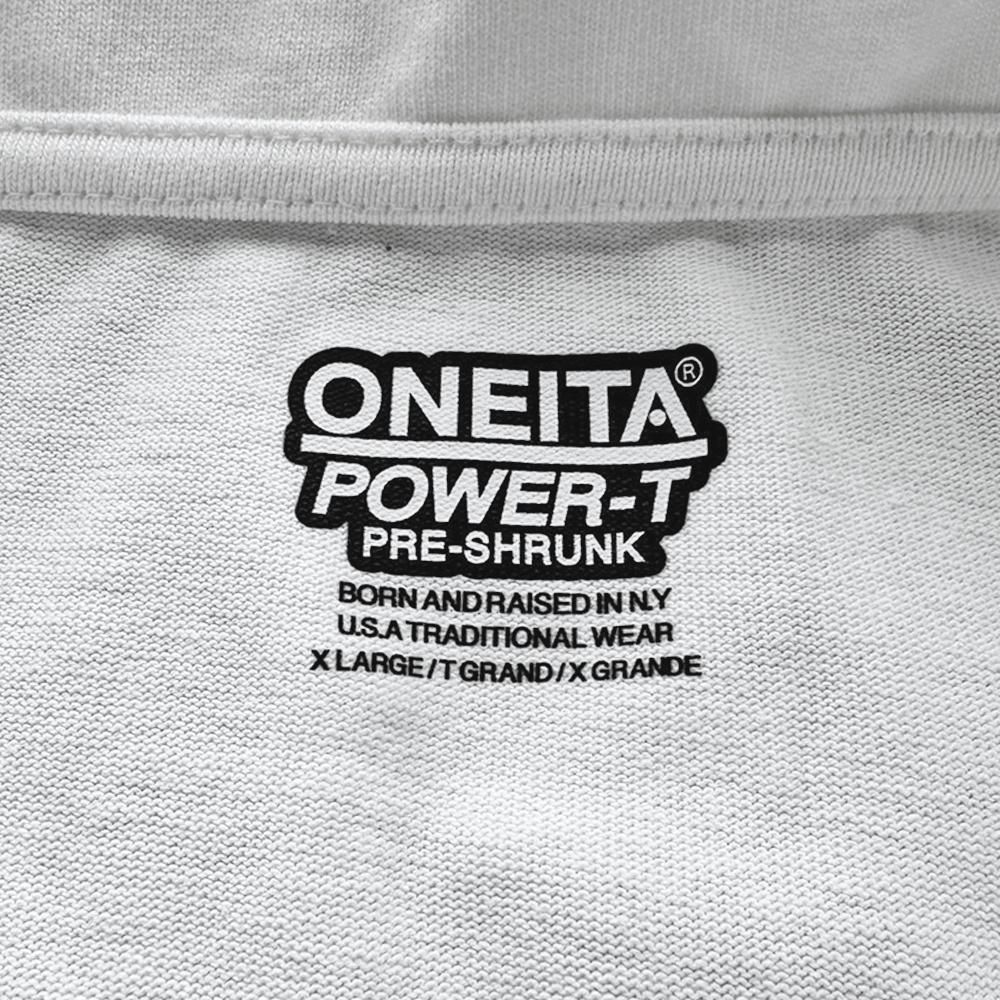 ONEITA®
POWER-T
PRE-SHRUNK
BORN AND RAISED IN N.Y
U.S.A TRADITIONAL WEAR
X LARGE / T GRAND / X GRANDE